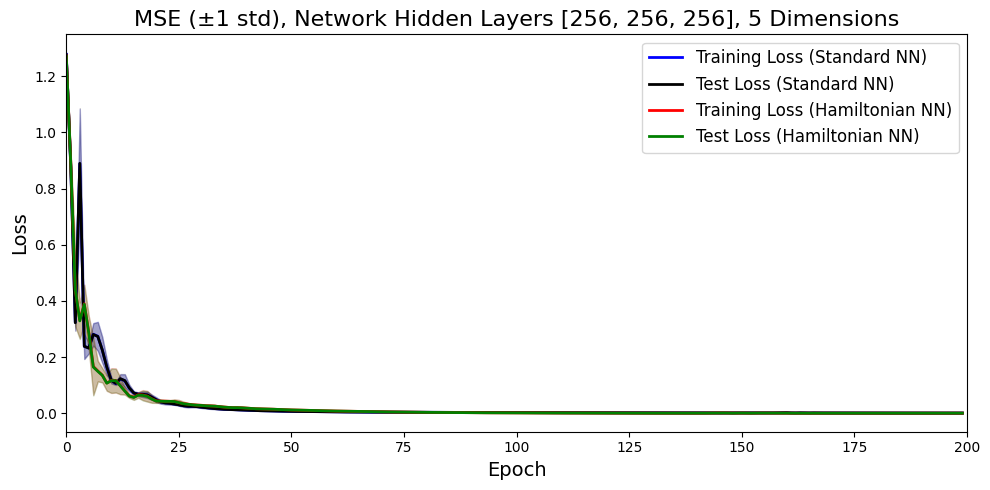 MSE (±1 std), Network Hidden Layers [256, 256, 256], 5 Dimensions
Training Loss (Standard NN)
Test Loss (Standard NN)
Training Loss (Hamiltonian NN)
Test Loss (Hamiltonian NN)
Loss
1.2
1.0
0.8
0.6
0.4
0.2
0.0
0 25 50 75 100 125 150 175 200
Epoch